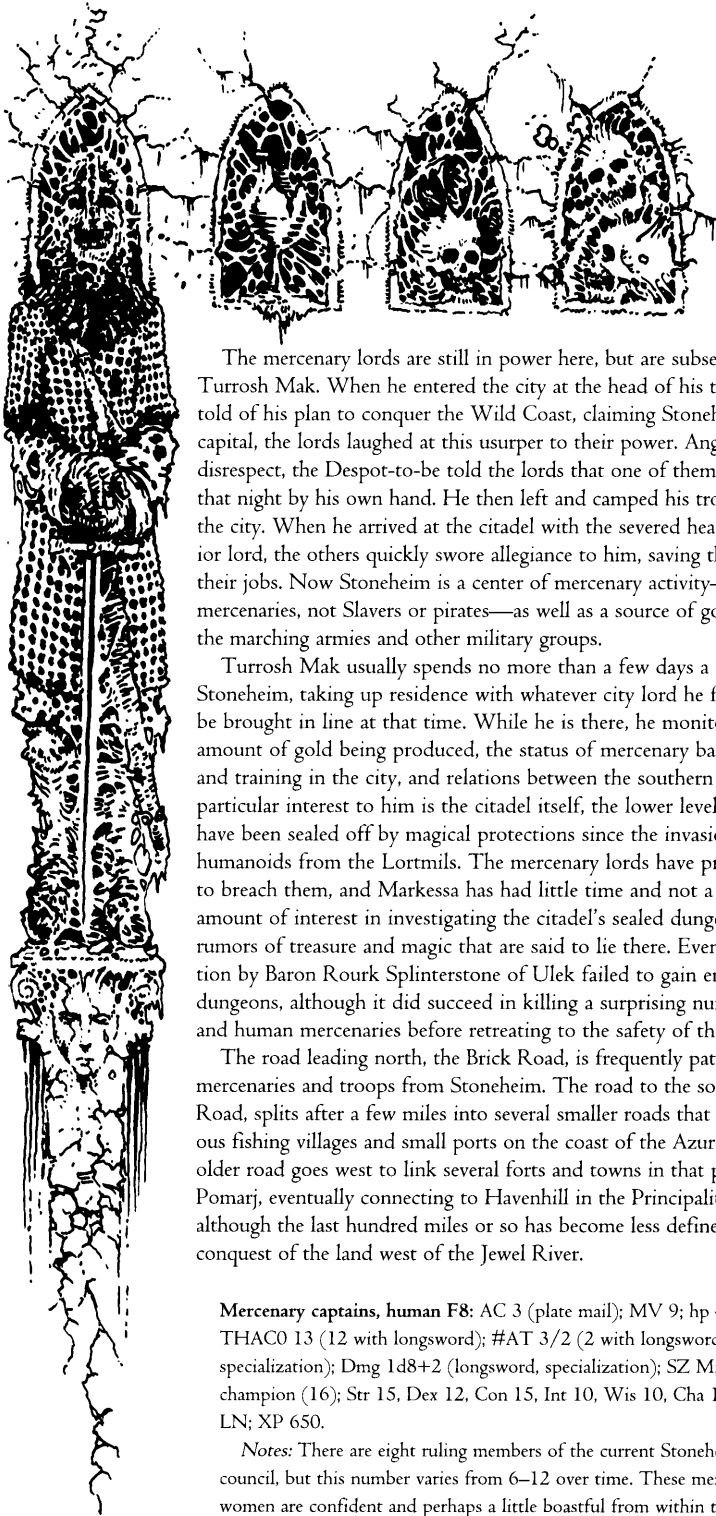 The mercenary lords are still in power here, but are subse
Turrosh Mak. When he entered the city at the head of his t
told of his plan to conquer the Wild Coast, claiming Stoneh
capital, the lords laughed at this usurper to their power. Ang
disrespect, the Despot-to-be told the lords that one of them
that night by his own hand. He then left and camped his tro
the city. When he arrived at the citadel with the severed hea
ior lord, the others quickly swore allegiance to him, saving th
their jobs. Now Stoneheim is a center of mercenary activity—
mercenaries, not Slavers or pirates—as well as a source of go
the marching armies and other military groups.
Turrosh Mak usually spends no more than a few days a
Stoneheim, taking up residence with whatever city lord he f
be brought in line at that time. While he is there, he monito
amount of gold being produced, the status of mercenary ba
and training in the city, and relations between the southern
particular interest to him is the citadel itself, the lower level
have been sealed off by magical protections since the invasio
humanoids from the Lortmils. The mercenary lords have pr
to breach them, and Markessa has had little time and not a
amount of interest in investigating the citadel's sealed dunge
rumors of treasure and magic that are said to lie there. Even
tion by Baron Rourk Splinterstone of Ulek failed to gain en
dungeons, although it did succeed in killing a surprising nu
and human mercenaries before retreating to the safety of th
The road leading north, the Brick Road, is frequently pat
mercenaries and troops from Stoneheim. The road to the so
Road, splits after a few miles into several smaller roads that
ous fishing villages and small ports on the coast of the Azur
older road goes west to link several forts and towns in that p
Pomarj, eventually connecting to Havenhill in the Principali
although the last hundred miles or so has become less define
conquest of the land west of the Jewel River.
Mercenary captains, human F8: AC 3 (plate mail); MV 9; hp
THAC0 13 (12 with longsword); #AT 3/2 (2 with longsword
specialization); Dmg 1d8+2 (longsword, specialization); SZ M
champion (16); Str 15, Dex 12, Con 15, Int 10, Wis 10, Cha 1
LN; XP 650.
Notes: There are eight ruling members of the current Stoneh
council, but this number varies from 6–12 over time. These me
women are confident and perhaps a little boastful from within t